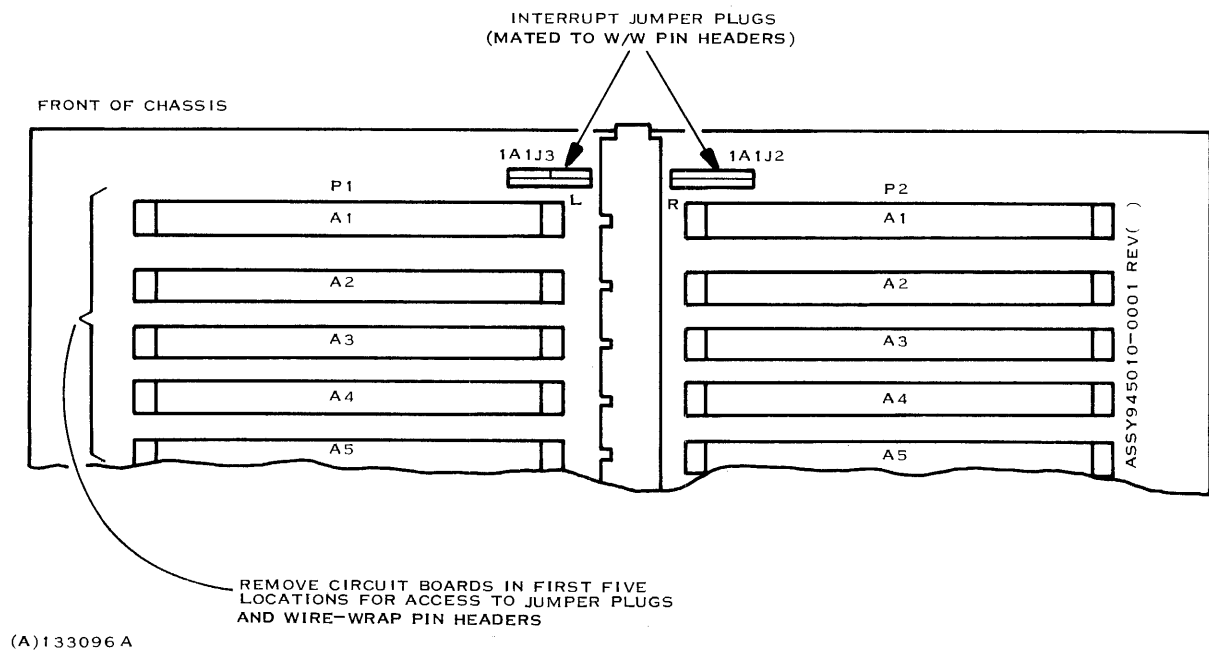 INTERRUPT JUMPER PLUGS
(MATED TO W/W PIN HEADERS)
FRONT OF CHASSIS
1A1J3
1A1J2
P1
P2
L
R
A1
A1
A2
A2
A3
A3
A4
A4
A5
A5
ASSY945010-0001 REV( )
REMOVE CIRCUIT BOARDS IN FIRST FIVE
LOCATIONS FOR ACCESS TO JUMPER PLUGS
AND WIRE-WRAP PIN HEADERS
(A)133096A